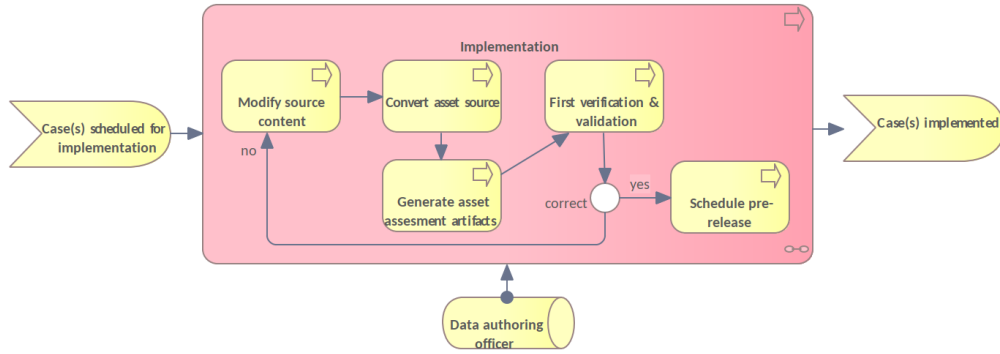 Implementation
Case(s) scheduled for
implementation
Modify source
content
Convert asset source
First verification &
validation
Case(s) implemented
no
Generate asset
assesment artifacts
correct
yes
Schedule pre-
release
Data authoring
officer